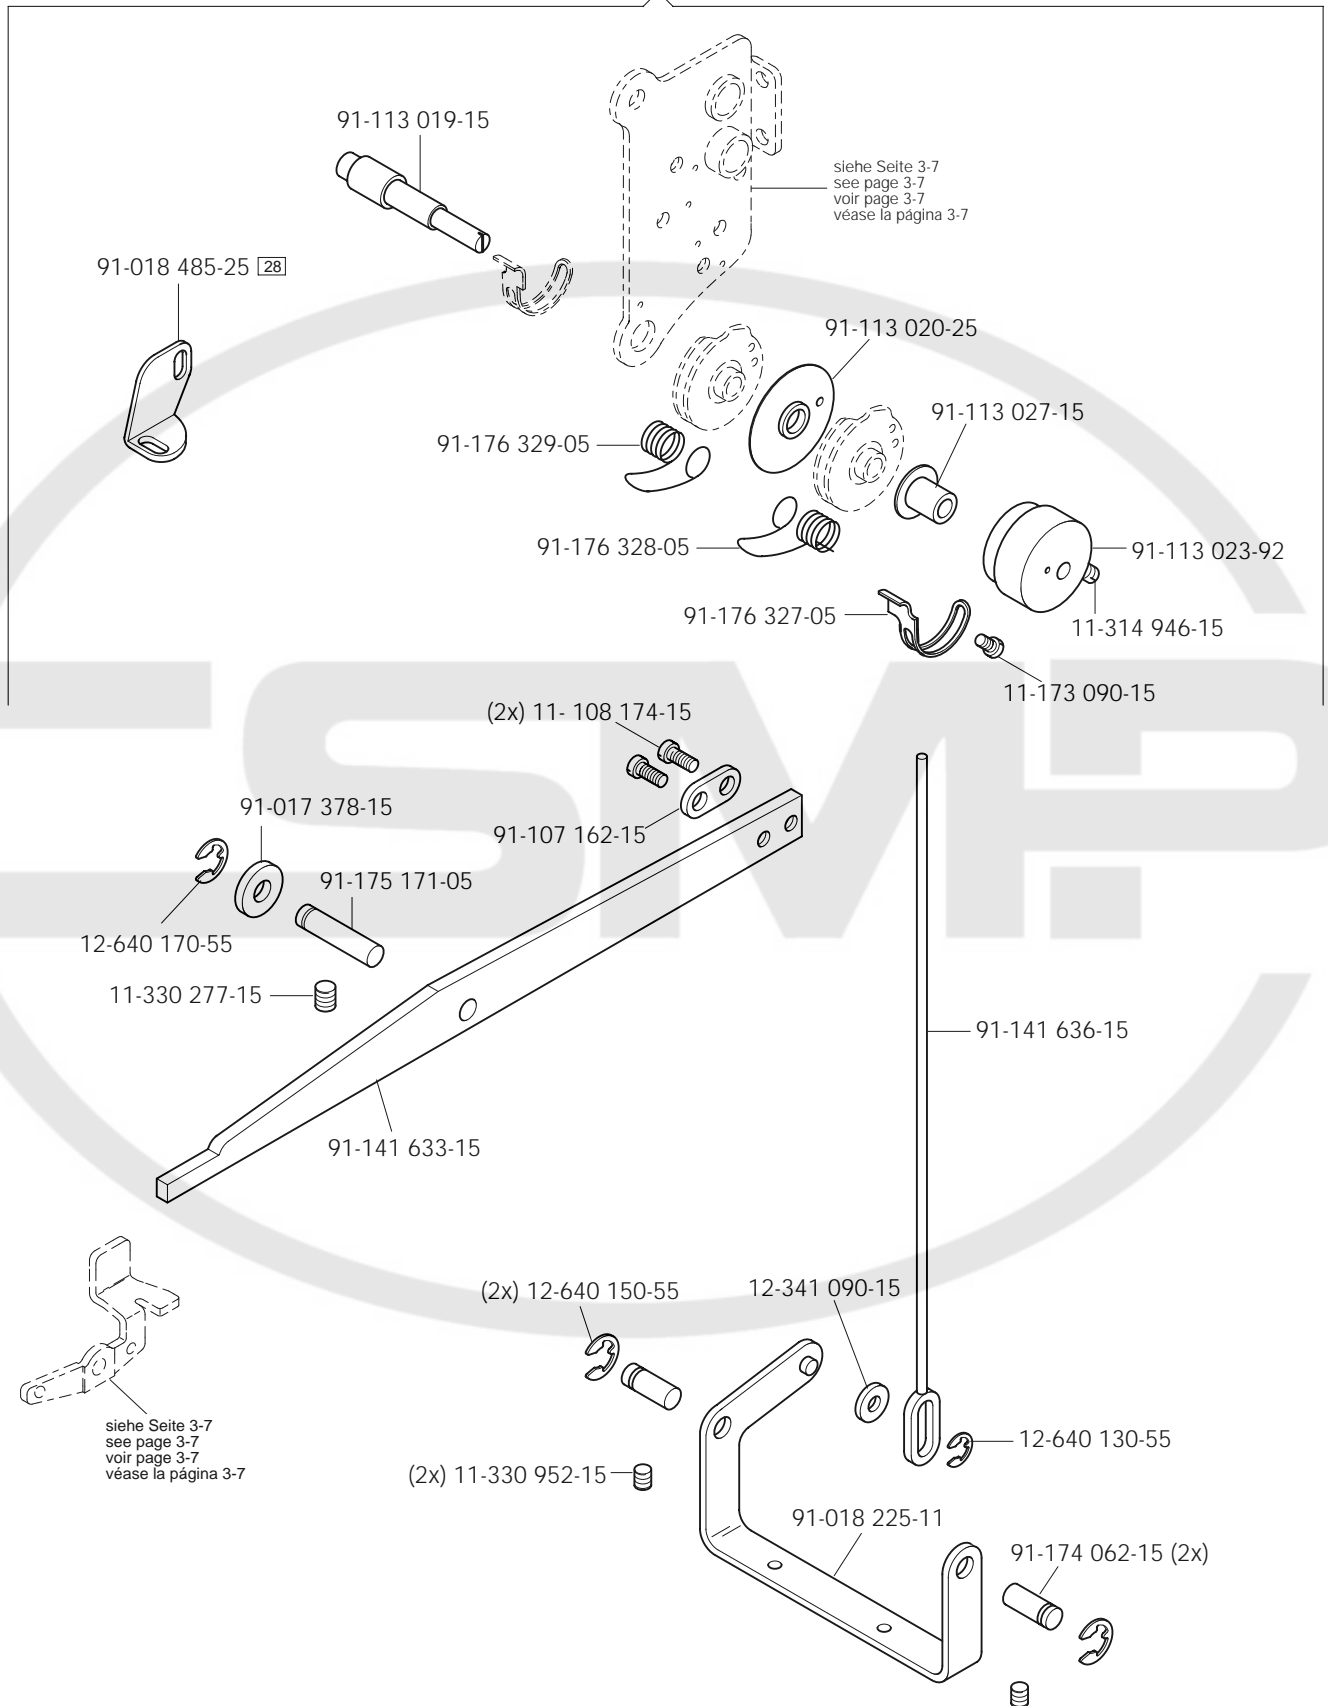 91-113 019-15
siehe Seite 3-7
see page 3-7
voir page 3-7
véase la página 3-7
91-018 485-25 28
91-113 020-25
91-113 027-15
91-176 329-05
91-176 328-05
91-113 023-92
91-176 327-05
11-314 946-15
11-173 090-15
(2x) 11- 108 174-15
91-017 378-15
91-107 162-15
91-175 171-05
12-640 170-55
11-330 277-15
91-141 636-15
91-141 633-15
(2x) 12-640 150-55
12-341 090-15
siehe Seite 3-7
see page 3-7
voir page 3-7
véase la página 3-7
12-640 130-55
(2x) 11-330 952-15
91-018 225-11
91-174 062-15 (2x)
CSMP